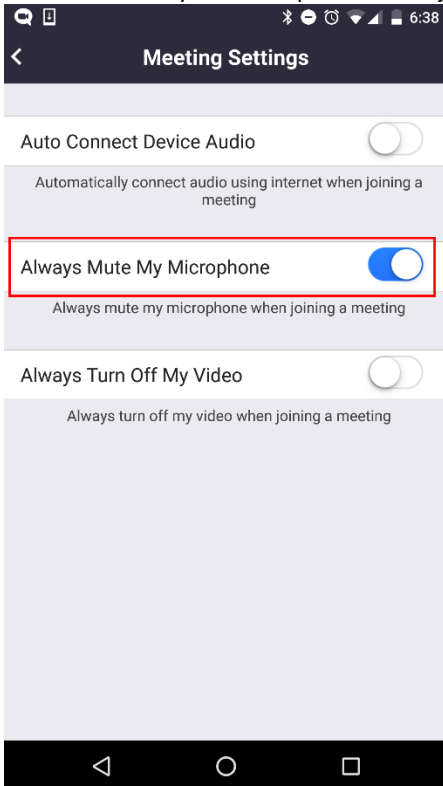 6:38
Meeting Settings
Auto Connect Device Audio
Automatically connect audio using internet when joining a
meeting
Always Mute My Microphone
Always mute my microphone when joining a meeting
Always Turn Off My Video
Always turn off my video when joining a meeting